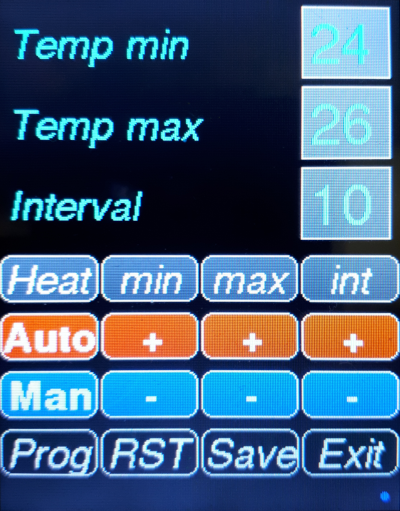 Temp min 24
Temp max 26
Interval 10
Heat min max int
Auto + + +
Man - - -
Prog RST Save Exit